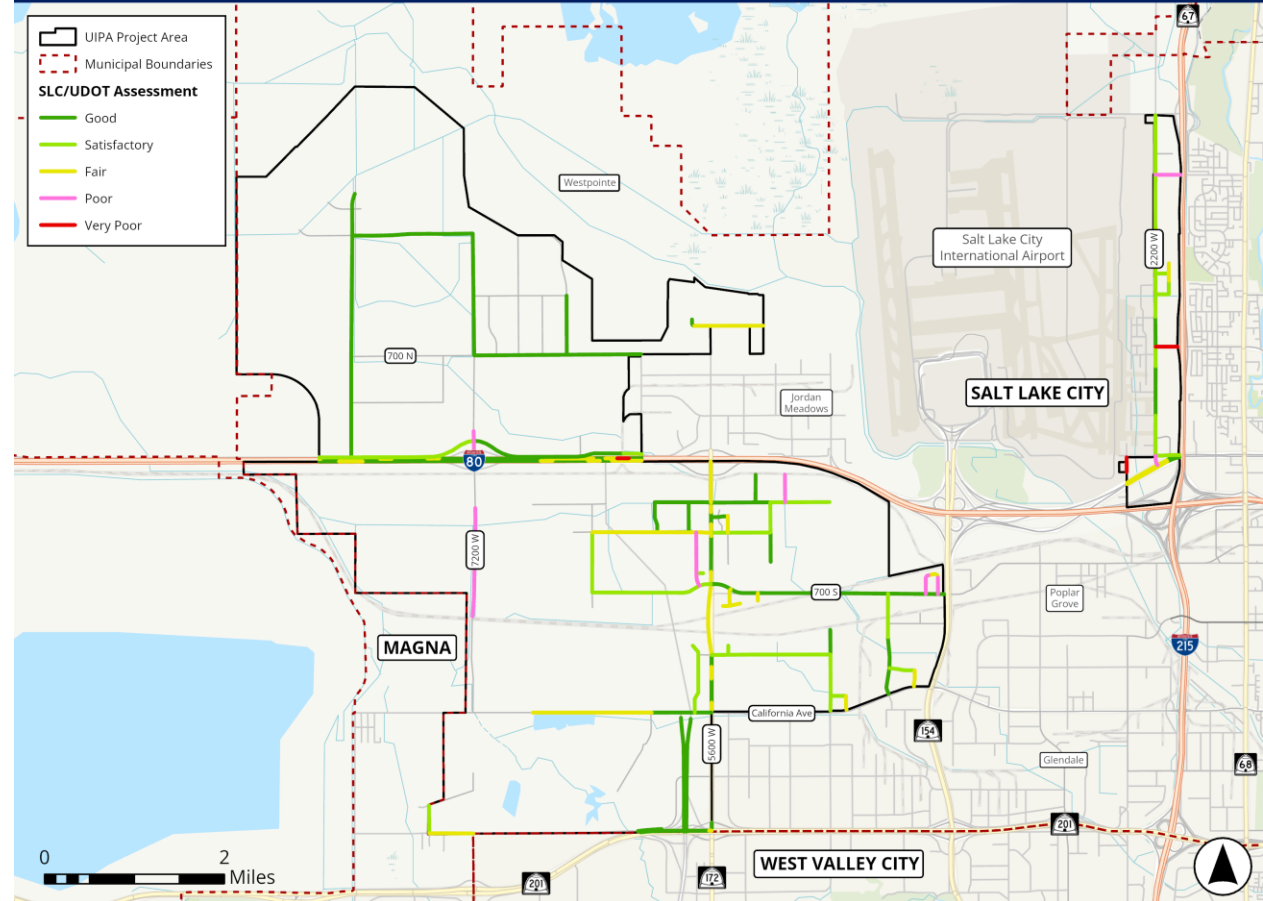 UIPA Project Area
Municipal Boundaries
SLC/UDOT Assessment
Good
Satisfactory
Fair
Poor
Very Poor
67
Westpointe
Salt Lake City
International Airport
2200 W
700 N
SALT LAKE CITY
Jordan
Meadows
80
7200 W
700 S
Poplar
Grove
MAGNA
215
California Ave
5600 W
154
Glendale
68
201
0
2
Miles
WEST VALLEY CITY
201
172